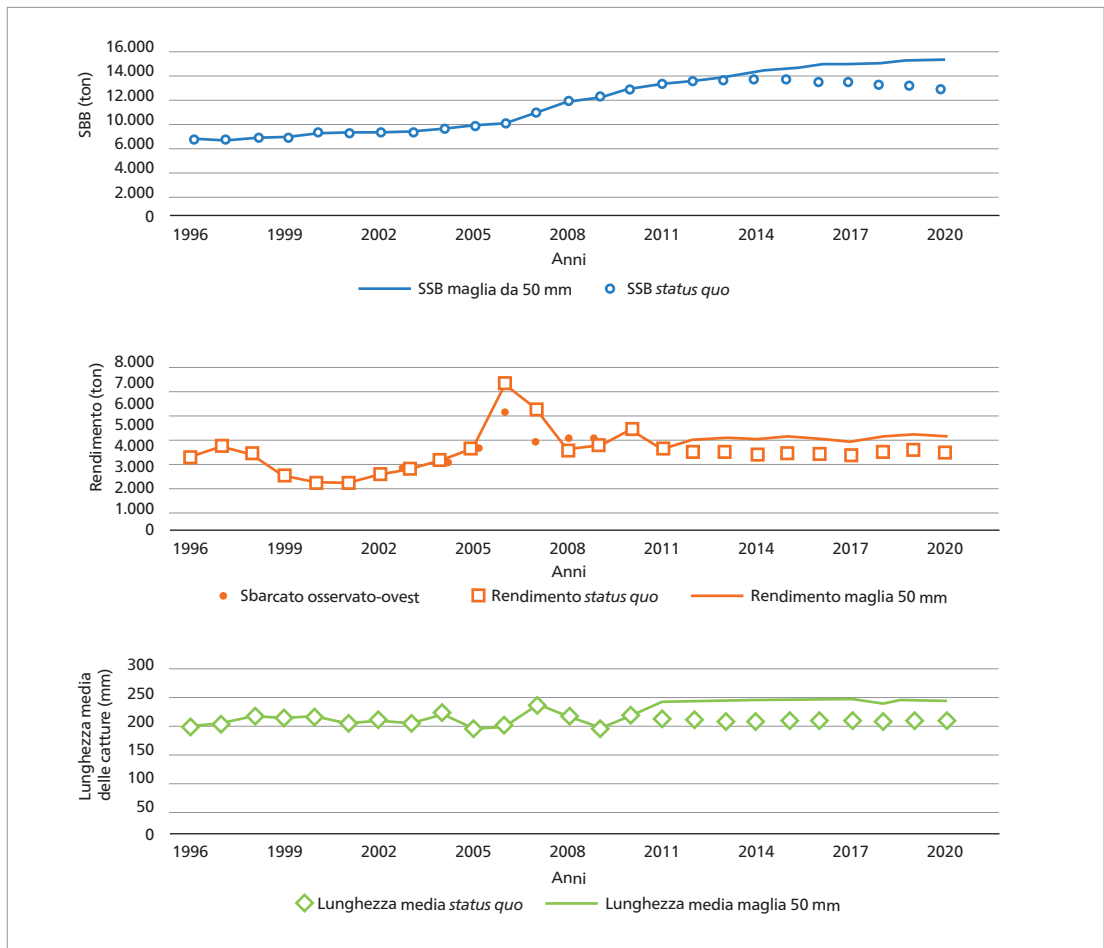 16.000
14.000
12.000
10.000
8.000
6.000
4.000
2.000
0
SBB (ton)
1996 1999 2002 2005 2008 2011 2014 2017 2020
Anni
SSB maglia da 50 mm SSB status quo
8.000
7.000
6.000
5.000
4.000
3.000
2.000
1.000
0
Rendimento (ton)
1996 1999 2002 2005 2008 2011 2014 2017 2020
Anni
Sbarcato osservato-ovest Rendimento status quo Rendimento maglia 50 mm
300
250
200
150
100
50
0
Lunghezza media
delle catture (mm)
1996 1999 2002 2005 2008 2011 2014 2017 2020
Anni
Lunghezza media status quo Lunghezza media maglia 50 mm